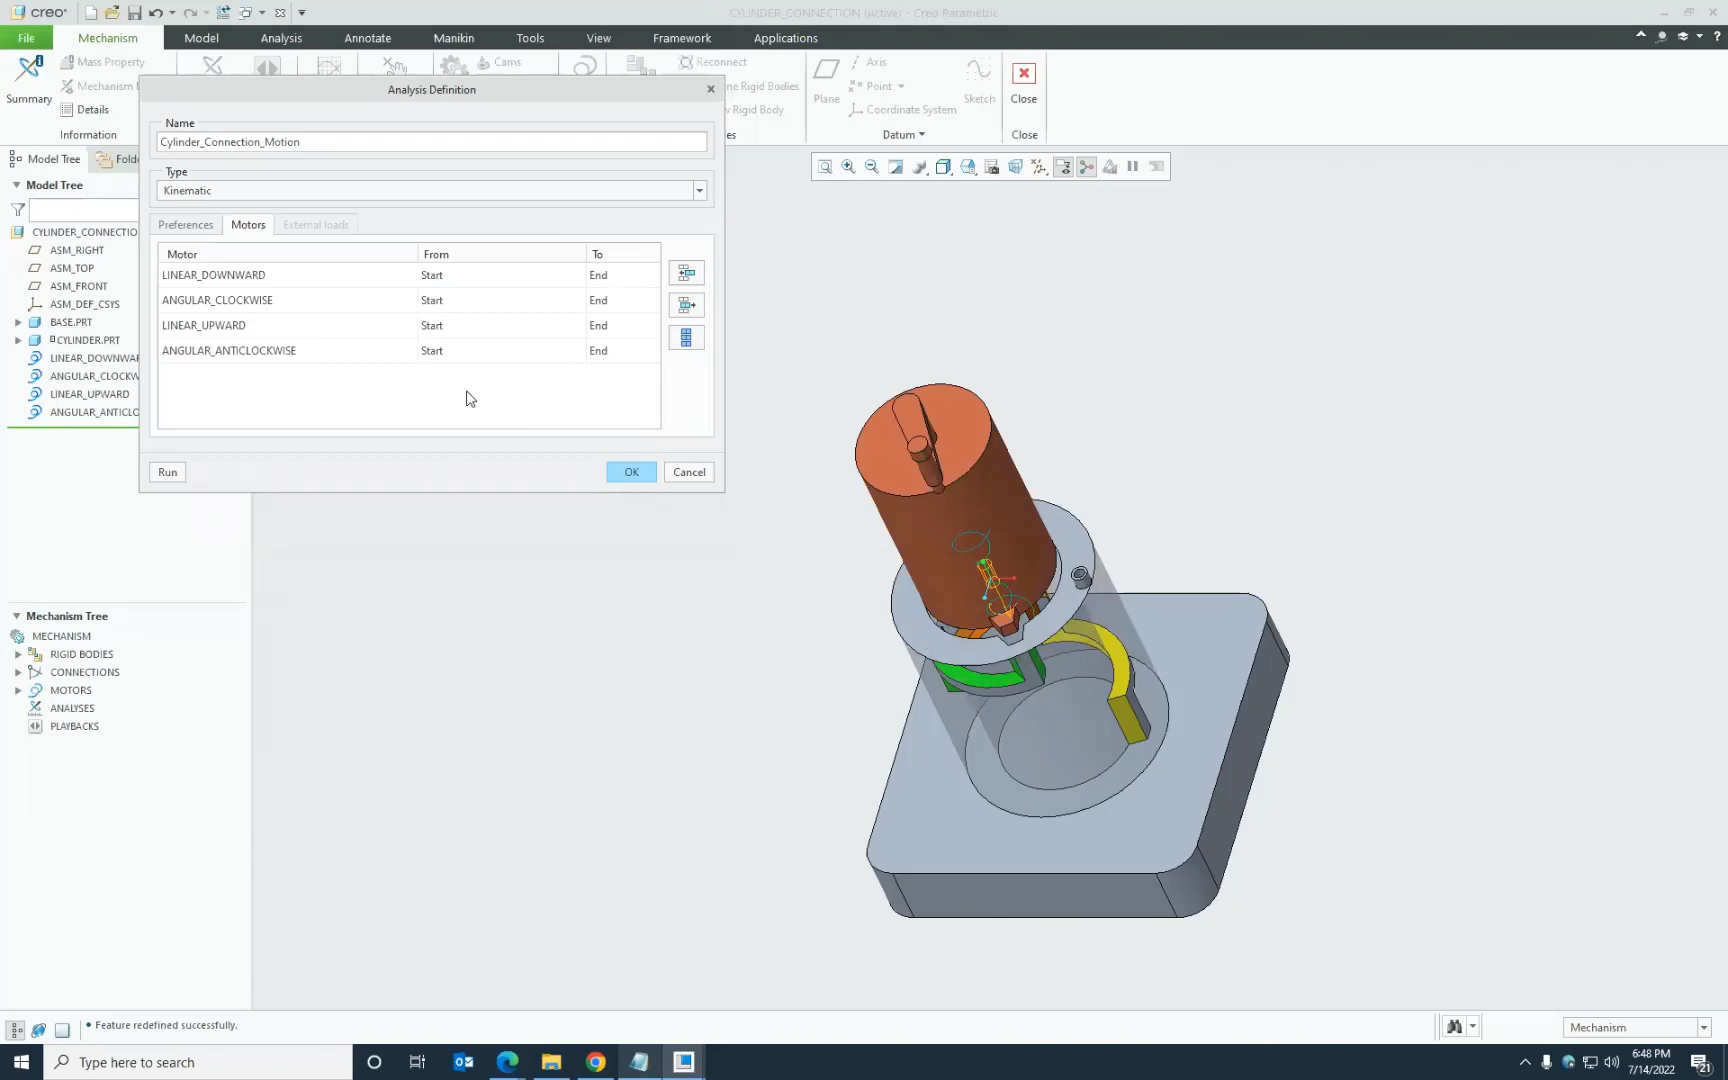 creo
CYLINDER_CONNECTION (Active) - Creo Parametric
File
Mechanism
Model
Analysis
Annotate
Manikin
Tools
View
Framework
Applications
Summary
Mass Property
Mechanism
Details
Information
Cams
Reconnect
ne Rigid Bodies
Rigid Body
es
Plane
Axis
Point
Coordinate System
Sketch
Datum
Close
Close
Analysis Definition
Name
Cylinder_Connection_Motion
Type
Kinematic
Preferences
Motors
External loads
Motor From To
LINEAR_DOWNWARD Start End
ANGULAR_CLOCKWISE Start End
LINEAR_UPWARD Start End
ANGULAR_ANTICLOCKWISE Start End
Run
OK
Cancel
Model Tree
Fold
Model Tree
CYLINDER_CONNECTIO
ASM_RIGHT
ASM_TOP
ASM_FRONT
ASM_DEF_CSYS
BASE.PRT
CYLINDER.PRT
LINEAR_DOWNWAR
ANGULAR_CLOCKW
LINEAR_UPWARD
ANGULAR_ANTICLO
Mechanism Tree
MECHANISM
RIGID BODIES
CONNECTIONS
MOTORS
ANALYSES
PLAYBACKS
• Feature redefined successfully.
Mechanism
Type here to search
6:48 PM
7/14/2022
21